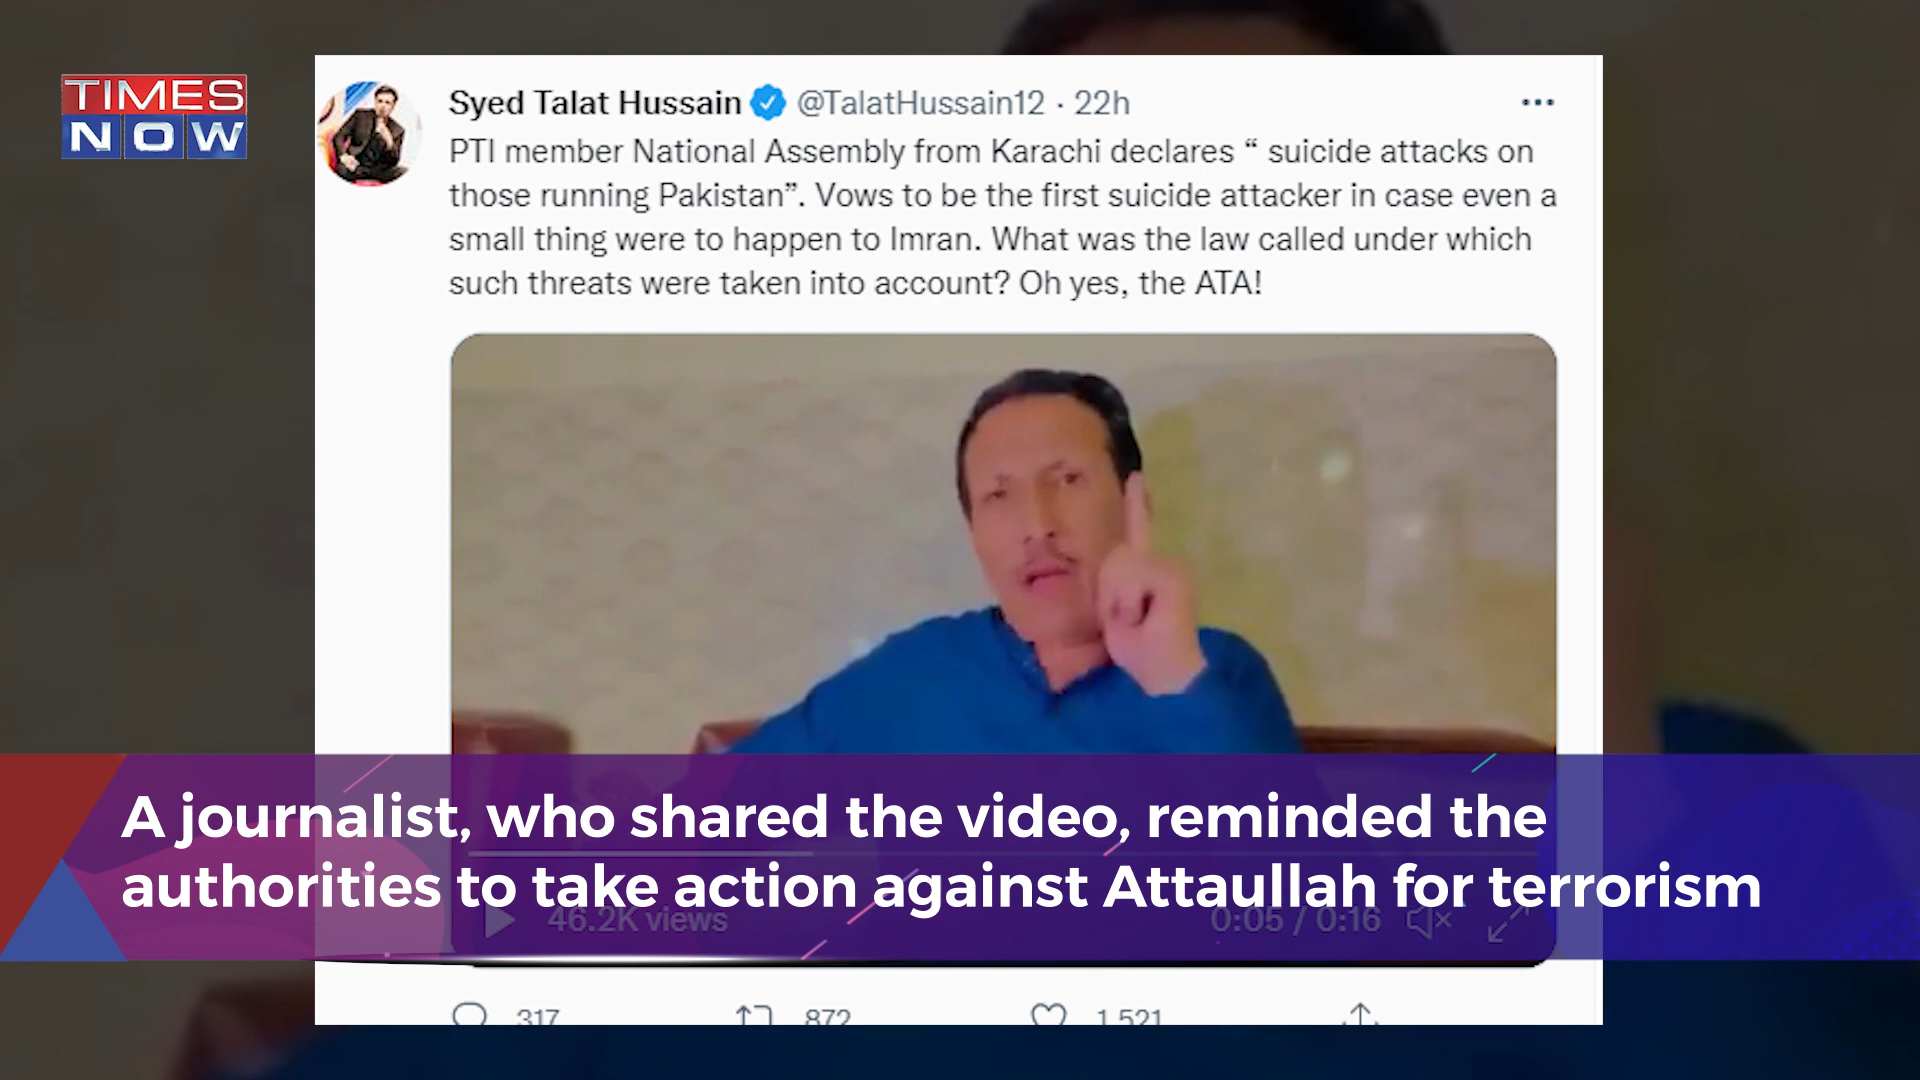 TIMES
NOW
Syed Talat Hussain @TalatHussain12 · 22h
PTI member National Assembly from Karachi declares “ suicide attacks on
those running Pakistan”. Vows to be the first suicide attacker in case even a
small thing were to happen to Imran. What was the law called under which
such threats were taken into account? Oh yes, the ATA!
A journalist, who shared the video, reminded the
authorities to take action against Attaullah for terrorism
46.2K views
0:05 / 0:16
317
872
1,521